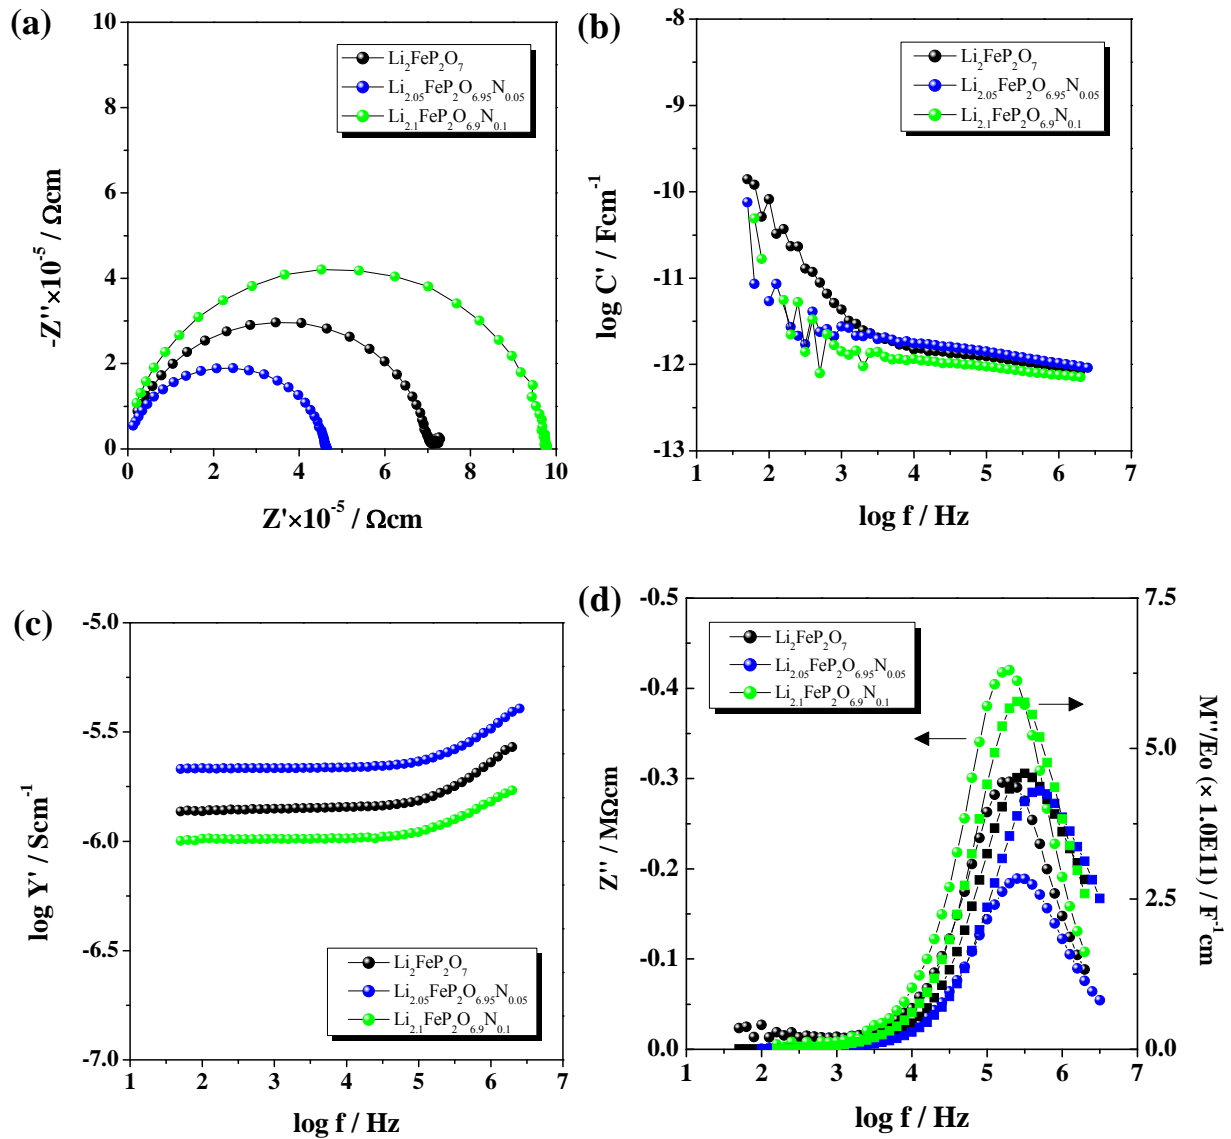 (a)
10
8
6
4
2
0
0 2 4 6 8 10
-Z''×10⁻⁵ / Ωcm
Z'×10⁻⁵ / Ωcm
Li₂FeP₂O₇
Li₂.₀₅FeP₂O₆.₉₅N₀.₀₅
Li₂.₁FeP₂O₆.₉N₀.₁
(b)
-8
-9
-10
-11
-12
-13
1 2 3 4 5 6 7
log C' / Fcm⁻¹
log f / Hz
Li₂FeP₂O₇
Li₂.₀₅FeP₂O₆.₉₅N₀.₀₅
Li₂.₁FeP₂O₆.₉N₀.₁
(c)
-5.0
-5.5
-6.0
-6.5
-7.0
1 2 3 4 5 6 7
log Y' / Scm⁻¹
log f / Hz
Li₂FeP₂O₇
Li₂.₀₅FeP₂O₆.₉₅N₀.₀₅
Li₂.₁FeP₂O₆.₉N₀.₁
(d)
-0.5
-0.4
-0.3
-0.2
-0.1
0.0
1 2 3 4 5 6 7
7.5
5.0
2.5
0.0
Z'' / MΩcm
M''/Eo (× 1.0E11) / F⁻¹cm
log f / Hz
Li₂FeP₂O₇
Li₂.₀₅FeP₂O₆.₉₅N₀.₀₅
Li₂.₁FeP₂O₆.₉N₀.₁